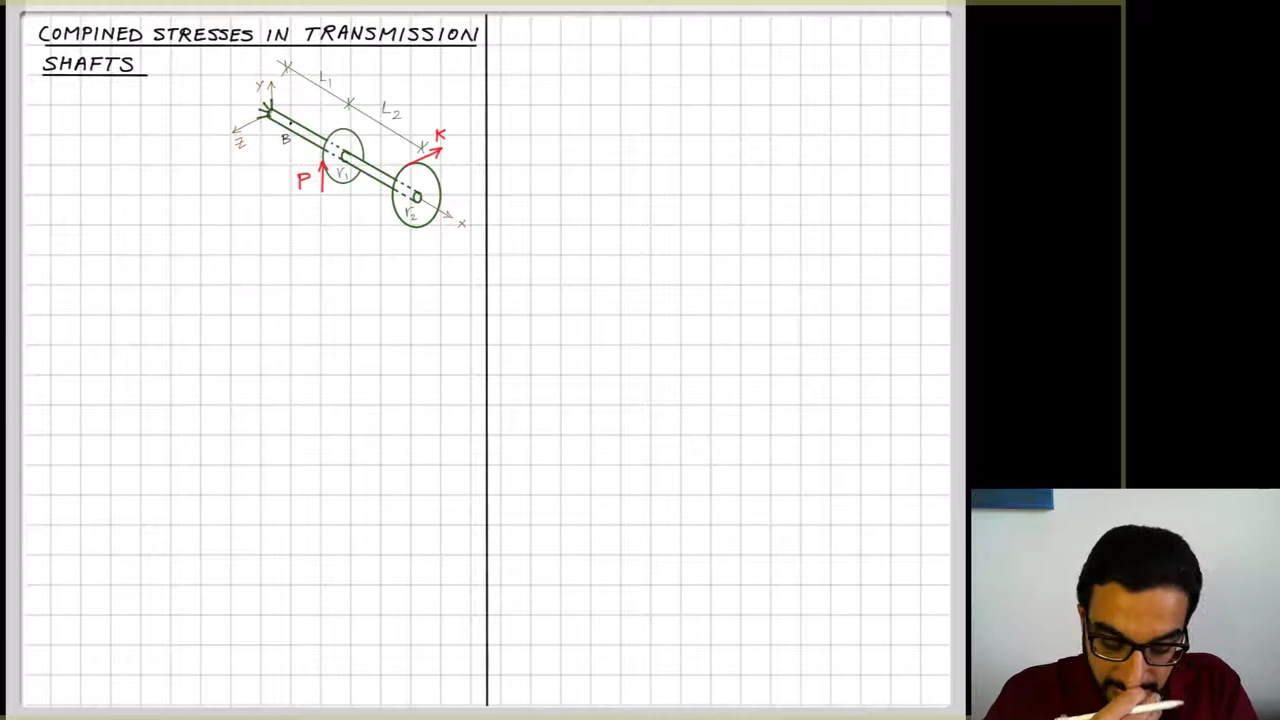 COMPINED STRESSES IN TRANSMISSION
SHAFTS
L1
Y
L2
K
Z
B
P
r1
r2
x